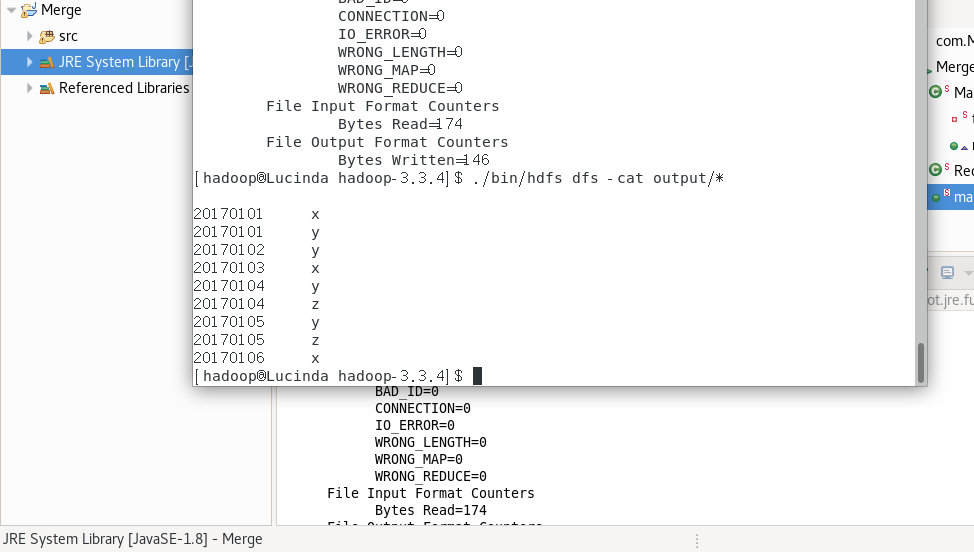 Merge
src
JRE System Library [J
Referenced Libraries
BAD_ID=0
CONNECTION=0
IO_ERROR=0
WRONG_LENGTH=0
WRONG_MAP=0
WRONG_REDUCE=0
File Input Format Counters
Bytes Read=174
File Output Format Counters
Bytes Written=146
[hadoop@Lucinda hadoop-3.3.4]$ ./bin/hdfs dfs -cat output/*
20170101 x
20170101 y
20170102 y
20170103 x
20170104 y
20170104 z
20170105 y
20170105 z
20170106 x
[hadoop@Lucinda hadoop-3.3.4]$
BAD_ID=0
CONNECTION=0
IO_ERROR=0
WRONG_LENGTH=0
WRONG_MAP=0
WRONG_REDUCE=0
File Input Format Counters
Bytes Read=174
File Output Format Counters
com.M
Merge
S Ma
S
S Rec
S ma
ot.jre.fu
JRE System Library [JavaSE-1.8] - Merge